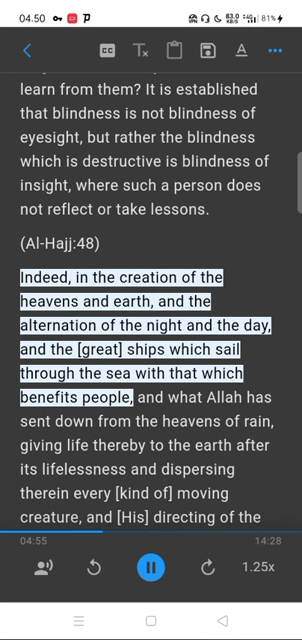 04.50
83.0
KB/S
81%
CC
A
learn from them? It is established
that blindness is not blindness of
eyesight, but rather the blindness
which is destructive is blindness of
insight, where such a person does
not reflect or take lessons.
(Al-Hajj:48)
Indeed, in the creation of the
heavens and earth, and the
alternation of the night and the day,
and the [great] ships which sail
through the sea with that which
benefits people, and what Allah has
sent down from the heavens of rain,
giving life thereby to the earth after
its lifelessness and dispersing
therein every [kind of] moving
creature, and [His] directing of the
04:55
14:28
1.25x